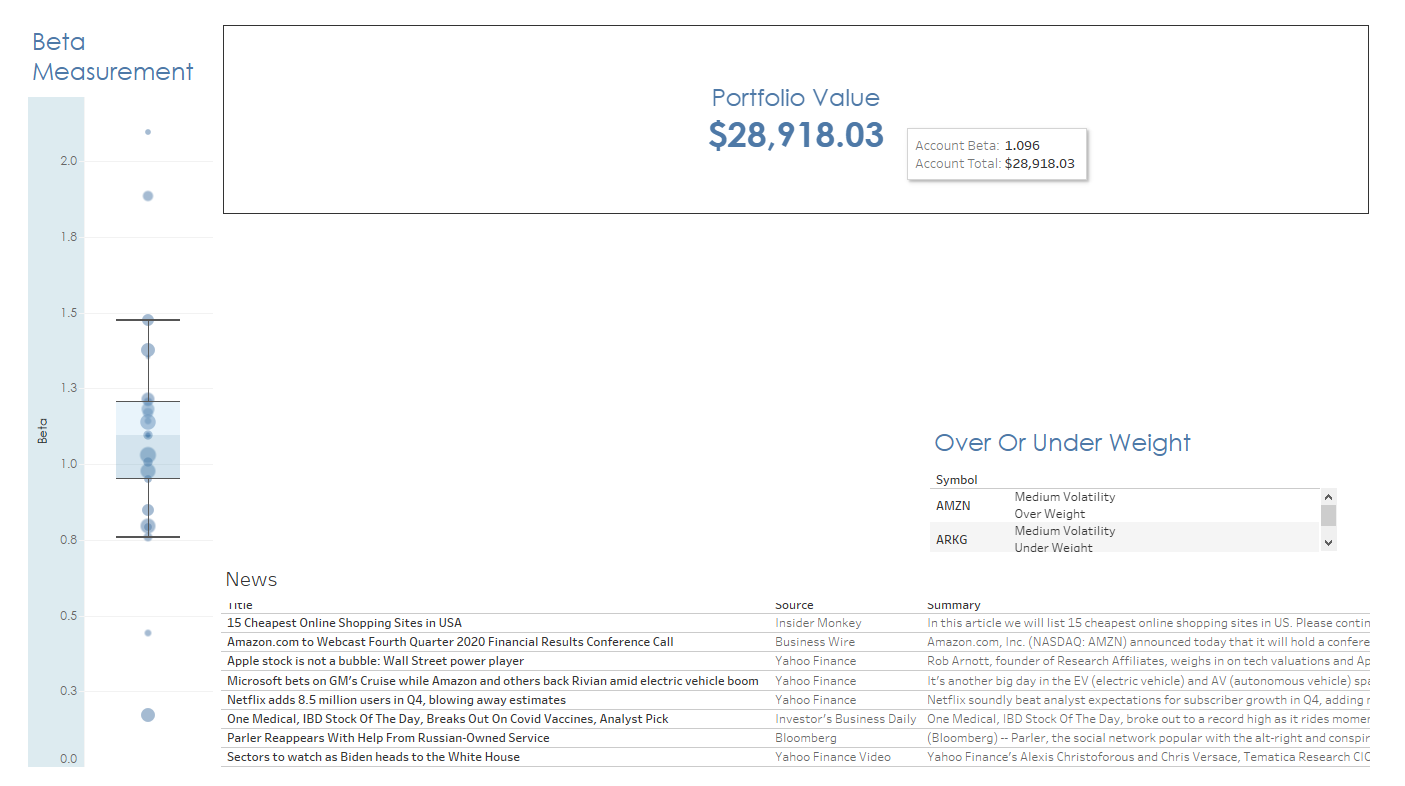 Beta
Measurement
2.0
1.8
1.5
1.3
1.0
0.8
0.5
0.3
0.0
Beta
Portfolio Value
$28,918.03
Account Beta: 1.096
Account Total: $28,918.03
Over Or Under Weight
Symbol
AMZN Medium Volatility
Over Weight
ARKG Medium Volatility
Under Weight
News
Title Source Summary
15 Cheapest Online Shopping Sites in USA Insider Monkey In this article we will list 15 cheapest online shopping sites in US. Please contin
Amazon.com to Webcast Fourth Quarter 2020 Financial Results Conference Call Business Wire Amazon.com, Inc. (NASDAQ: AMZN) announced today that it will hold a confere
Apple stock is not a bubble: Wall Street power player Yahoo Finance Rob Arnott, founder of Research Affiliates, weighs in on tech valuations and Ap
Microsoft bets on GM’s Cruise while Amazon and others back Rivian amid electric vehicle boom Yahoo Finance It’s another big day in the EV (electric vehicle) and AV (autonomous vehicle) spa
Netflix adds 8.5 million users in Q4, blowing away estimates Yahoo Finance Netflix soundly beat analyst expectations for subscriber growth in Q4, adding
One Medical, IBD Stock Of The Day, Breaks Out On Covid Vaccines, Analyst Pick Investor’s Business Daily One Medical, IBD Stock Of The Day, broke out to a record high as it rides momen
Parler Reappears With Help From Russian-Owned Service Bloomberg (Bloomberg) -- Parler, the social network popular with the alt-right and conspir
Sectors to watch as Biden heads to the White House Yahoo Finance Video Yahoo Finance’s Alexis Christoforous and Chris Versace, Tematica Research CIO